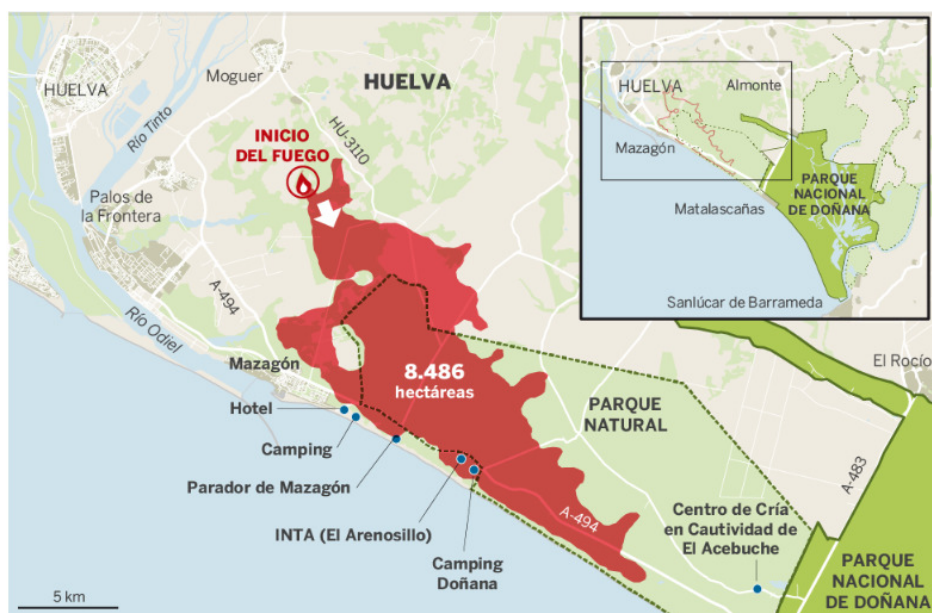 HUELVA
Moguer
HUELVA
Río Tinto
HU-3110
INICIO
DEL FUEGO
Palos de
la Frontera
A-494
Río Odiel
Mazagón
8.486
hectáreas
Hotel
Camping
Parador de Mazagón
INTA (El Arenosillo)
Camping
Doñana
A-494
PARQUE
NATURAL
El Rocío
A-483
Centro de Cría
en Cautividad de
El Acebuche
PARQUE
NACIONAL
DE DOÑANA
5 km
HUELVA
Almonte
Mazagón
PARQUE
NACIONAL
DE DOÑANA
Matalascañas
Sanlúcar de Barrameda